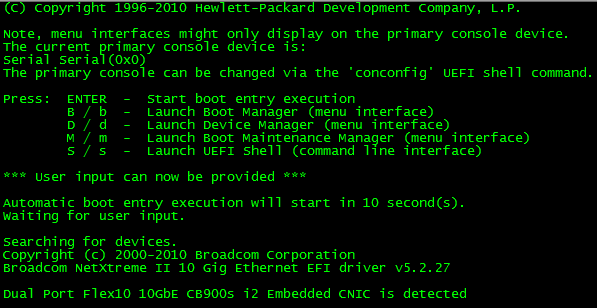 (C) Copyright 1996-2010 Hewlett-Packard Development Company, L.P.
Note, menu interfaces might only display on the primary console device.
The current primary console device is:
Serial Serial(0x0)
The primary console can be changed via the 'conconfig' UEFI shell command.
Press:  ENTER  -  Start boot entry execution
B / b  -  Launch Boot Manager (menu interface)
D / d  -  Launch Device Manager (menu interface)
M / m  -  Launch Boot Maintenance Manager (menu interface)
S / s  -  Launch UEFI Shell (command line interface)
*** User input can now be provided ***
Automatic boot entry execution will start in 10 second(s).
Waiting for user input.
Searching for devices.
Copyright (c) 2000-2010 Broadcom Corporation
Broadcom NetXtreme II 10 Gig Ethernet EFI driver v5.2.27
Dual Port Flex10 10GbE CB900s i2 Embedded CNIC is detected